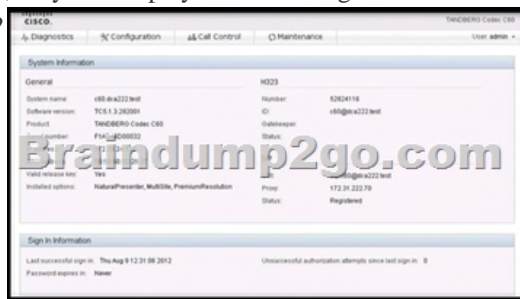 CISCO.
TANDBERG Codec C60
Diagnostics
Configuration
Call Control
Maintenance
User: admin
System Information
General
System name: c60.dca222.test
Software version: TC5.1.3.292001
Product: TANDBERG Codec C60
Valid release key: Yes
Installed options: NaturalPresenter, MultiSite, PremiumResolution
H323
Number: 52824116
ID: c60@dca222.test
Gatekeeper:
Status:
Proxy: 172.31.222.70
Status: Registered
Braindump2go.com
Sign In Information
Last successful sign in: Thu Aug 9 12:31:06 2012
Password expires in: Never
Unsuccessful authorization attempts since last sign in: 0